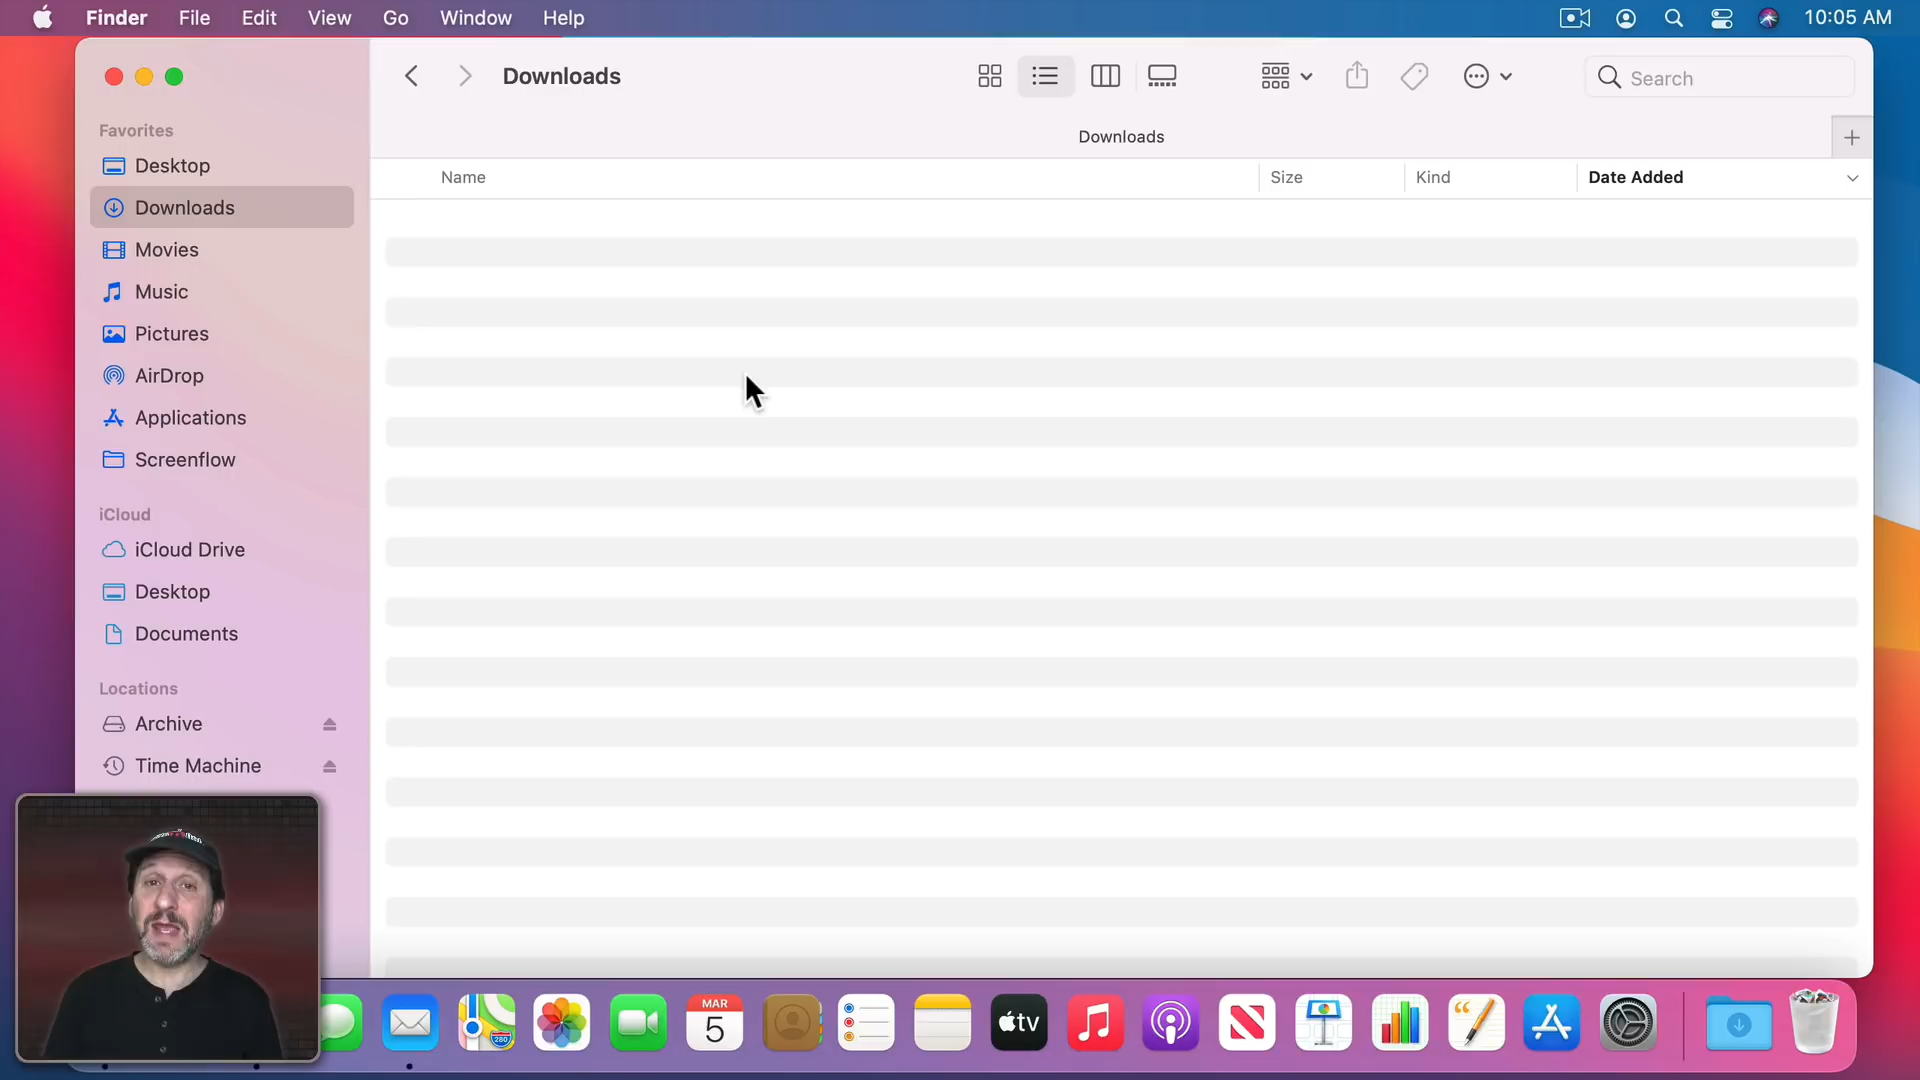 Finder File Edit View Go Window Help 10:05 AM
Downloads
Search
Favorites
Desktop
Downloads
Movies
Music
Pictures
AirDrop
Applications
Screenflow
iCloud
iCloud Drive
Desktop
Documents
Locations
Archive
Time Machine
Downloads
Name Size Kind Date Added
280
MAR
5
tv